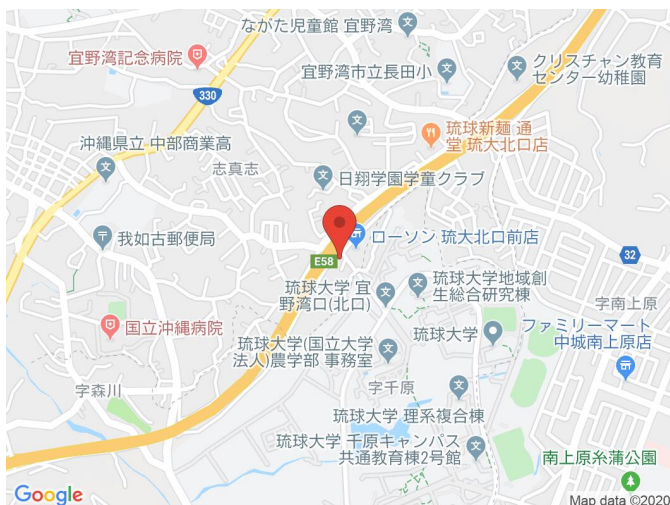 ながた児童館 宜野湾
宜野湾記念病院
宜野湾市立長田小
クリスチャン教育
センター幼稚園
330
琉球新麺 通
堂 琉大北口店
沖縄県立 中部商業高
志真志
日翔学園学童クラブ
我如古郵便局
ローソン 琉大北口前店
E58
32
琉球大学 宜
野湾口(北口)
琉球大学地域創
生総合研究棟
字南上原
国立沖縄病院
琉球大学(国立大学
法人)農学部 事務室
琉球大学
ファミリーマート
中城南上原店
字森川
字千原
琉球大学 理系複合棟
琉球大学 千原キャンパス
共通教育棟2号館
南上原糸蒲公園
Google
Map data ©2020